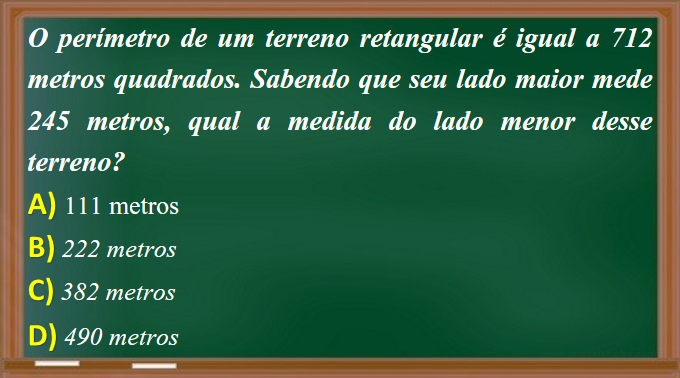 O perímetro de um terreno retangular é igual a 712
metros quadrados. Sabendo que seu lado maior mede
245 metros, qual a medida do lado menor desse
terreno?
A) 111 metros
B) 222 metros
C) 382 metros
D) 490 metros